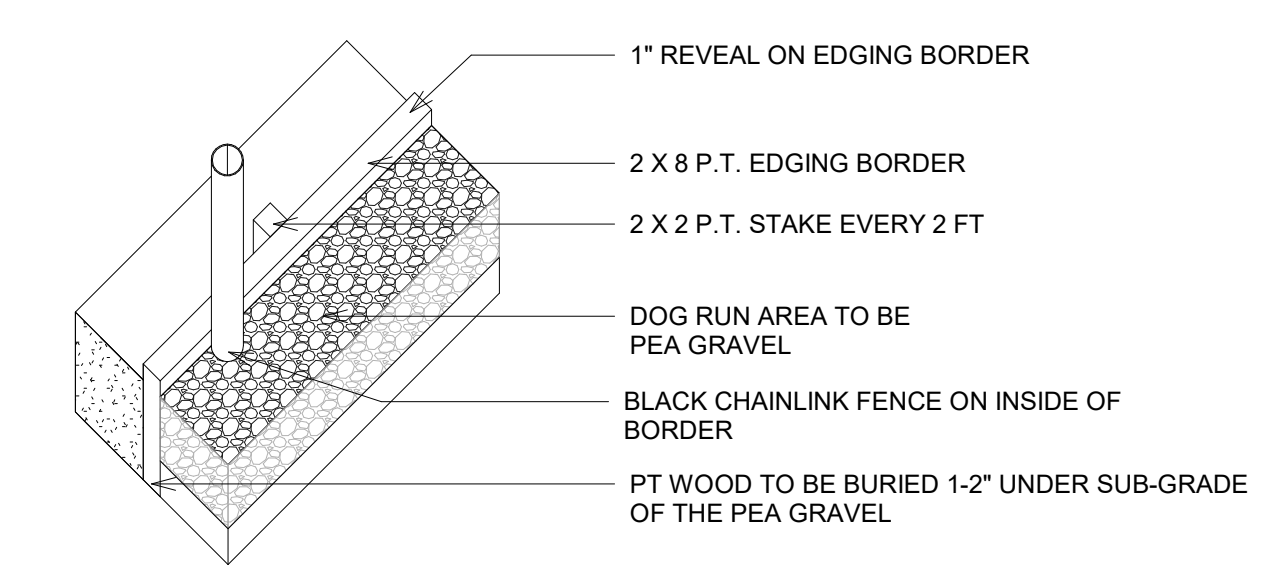 1" REVEAL ON EDGING BORDER
2 X 8 P.T. EDGING BORDER
2 X 2 P.T. STAKE EVERY 2 FT
DOG RUN AREA TO BE
PEA GRAVEL
BLACK CHAINLINK FENCE ON INSIDE OF
BORDER
PT WOOD TO BE BURIED 1-2" UNDER SUB-GRADE
OF THE PEA GRAVEL